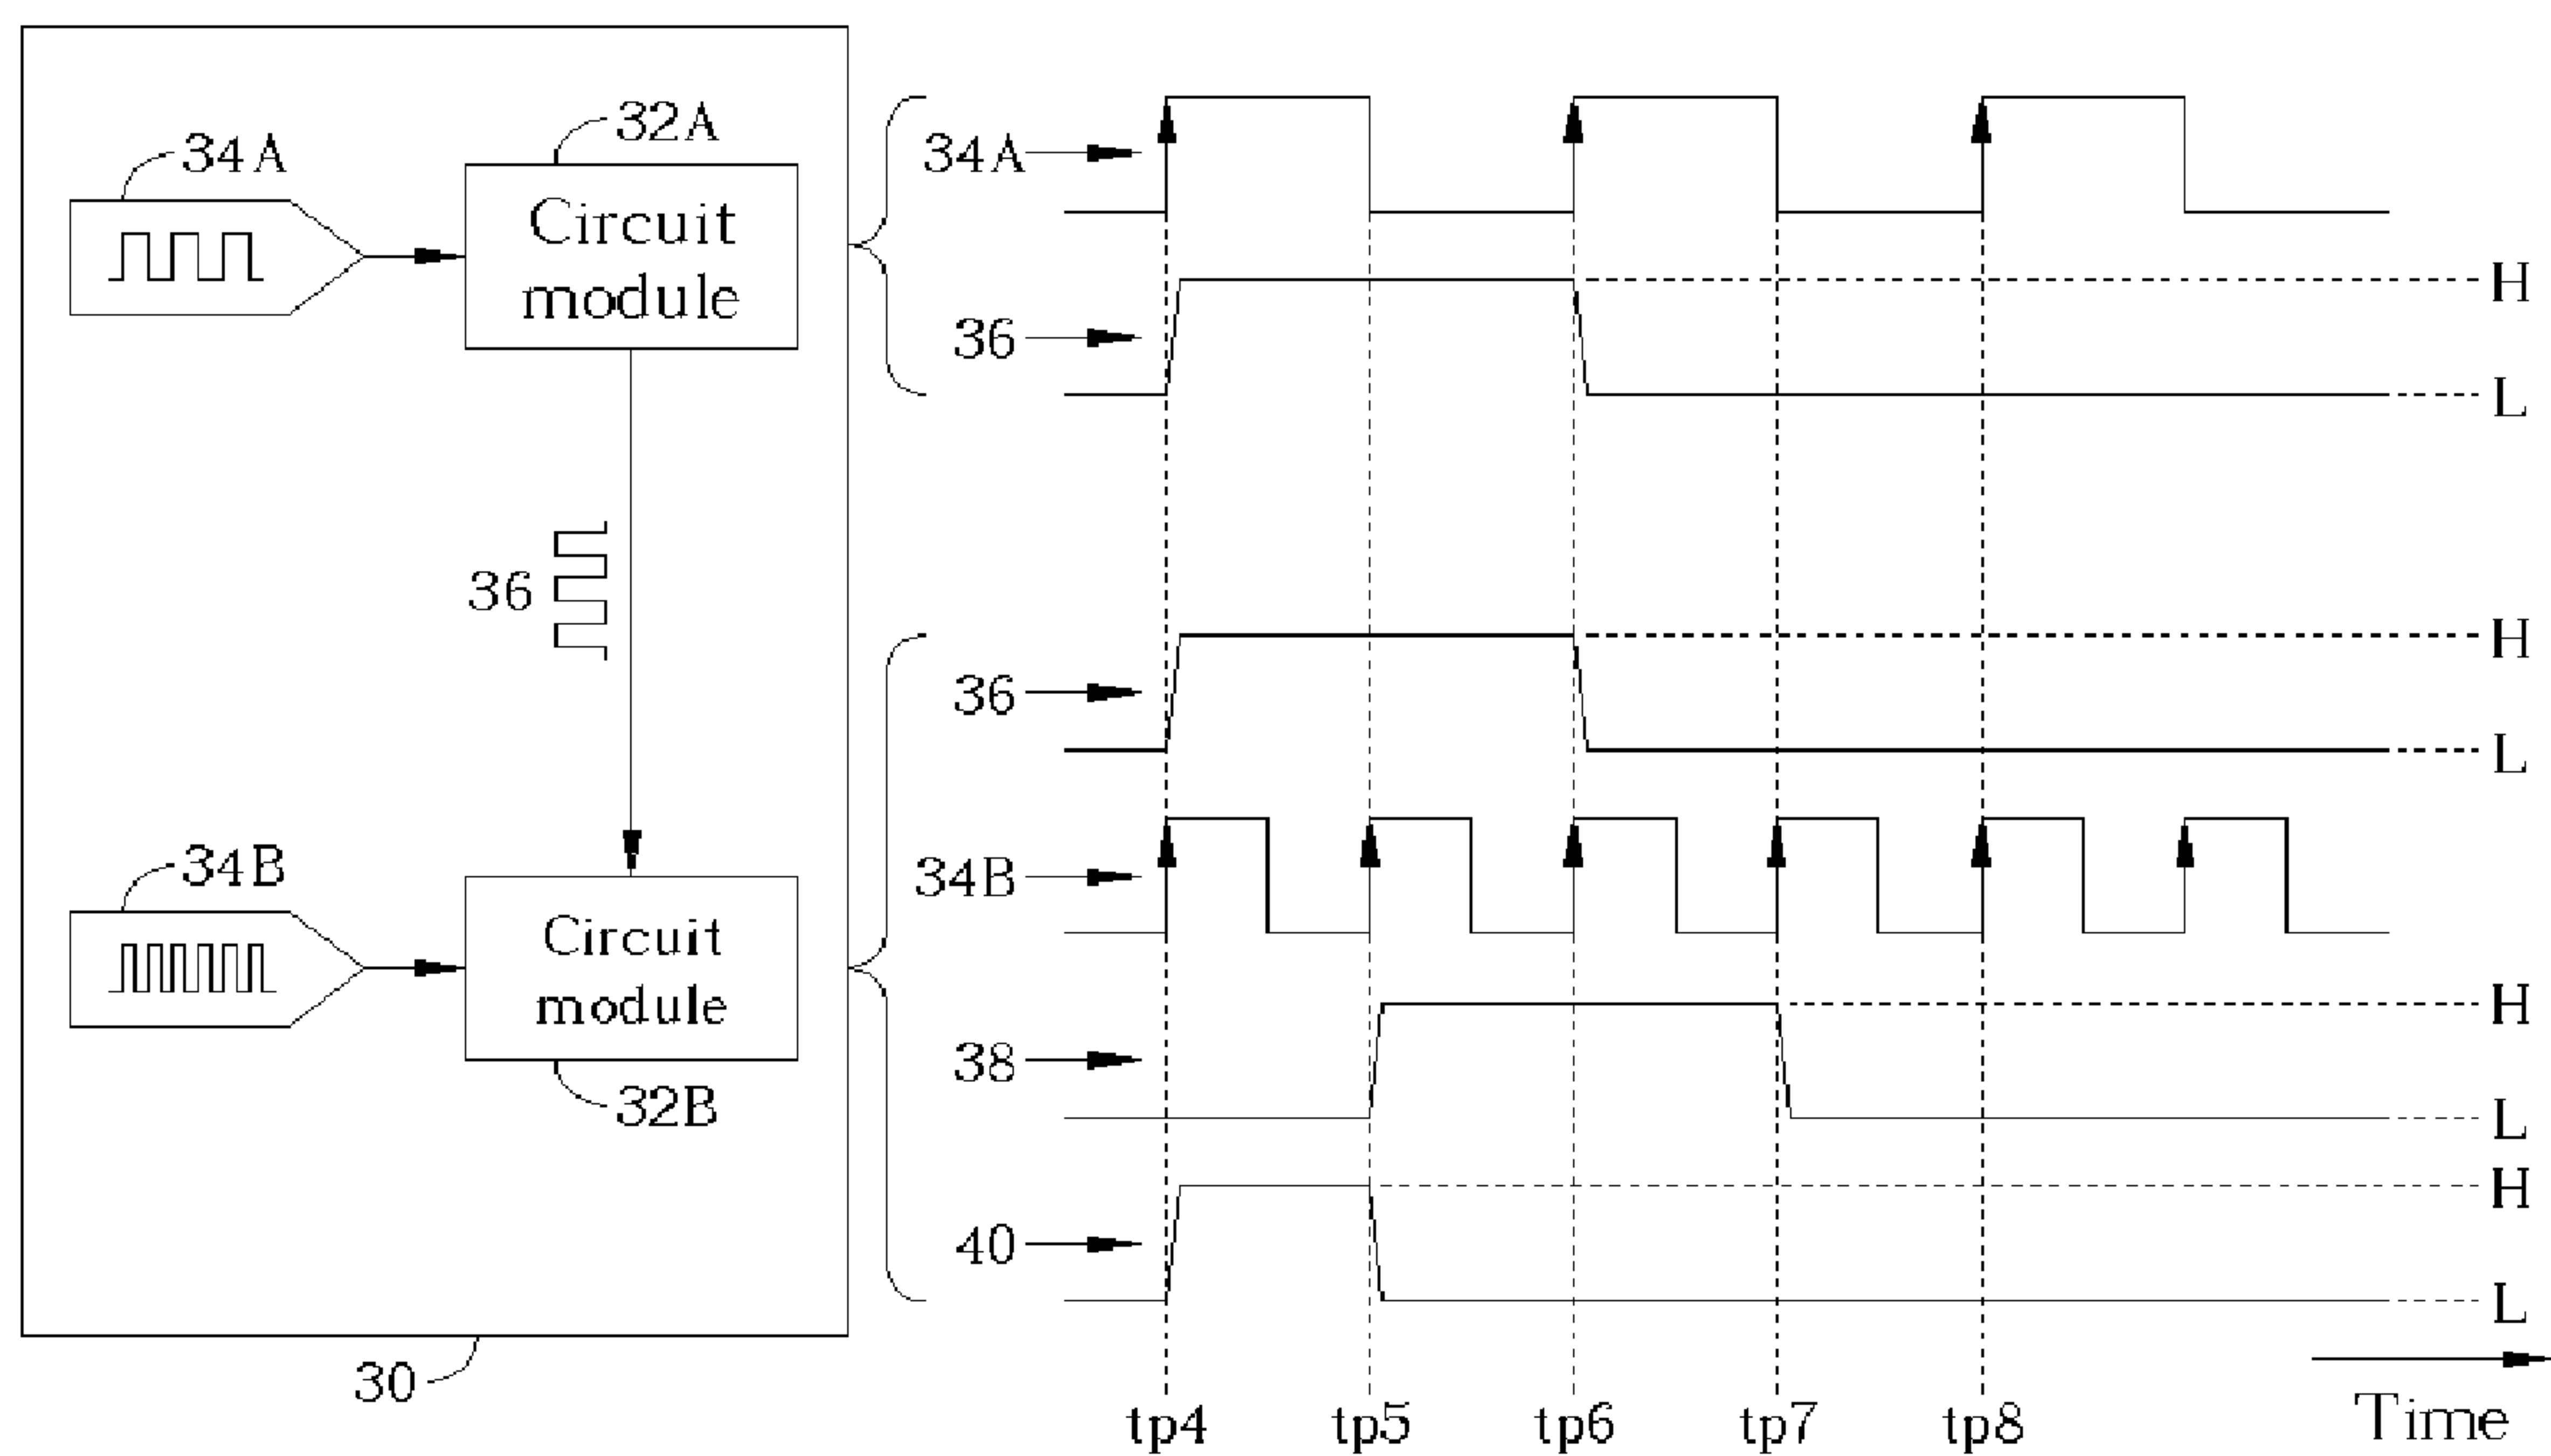 32A
34A
Circuit
module
36
34B
Circuit
module
32B
30
34A
36
H
L
36
H
L
34B
38
H
L
40
H
L
tp4 tp5 tp6 tp7 tp8
Time